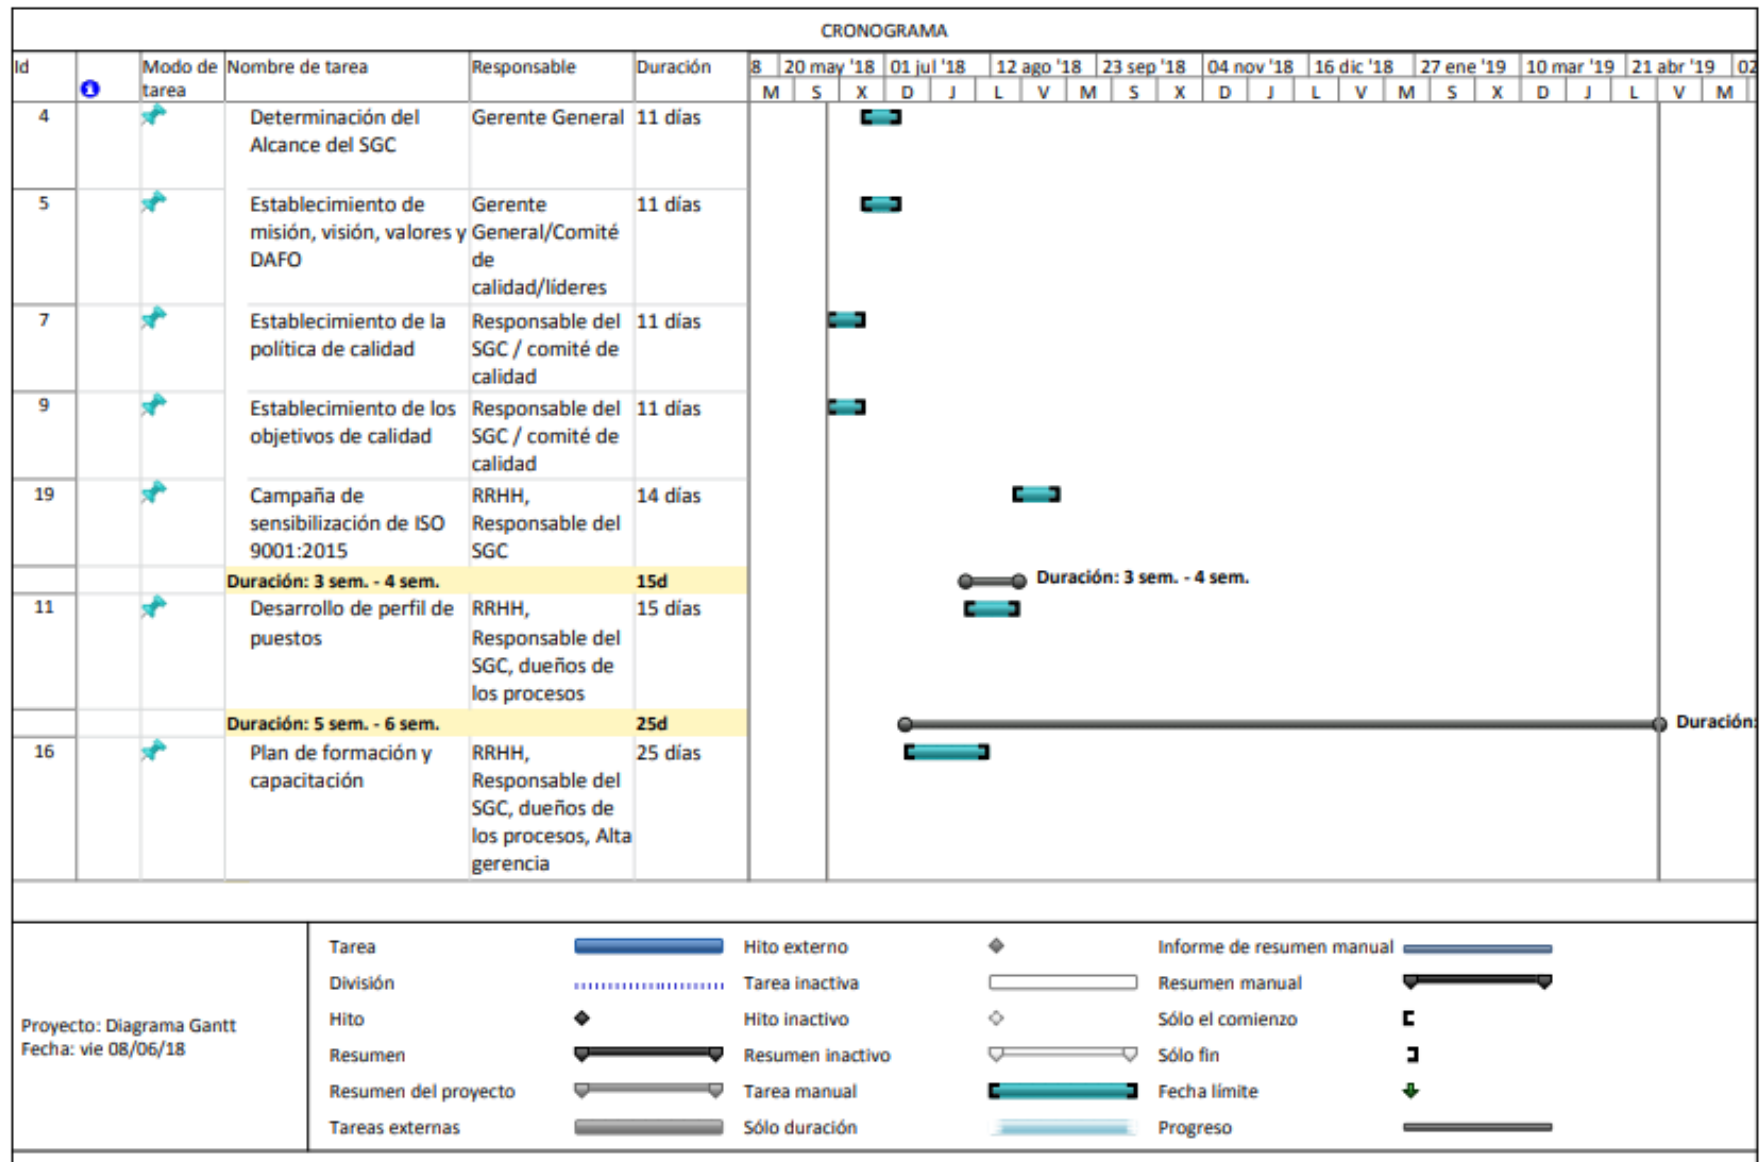 CRONOGRAMA
Id Modo de Nombre de tarea Responsable Duración 8 20 may '18 01 jul '18 12 ago '18 23 sep '18 04 nov '18 16 dic '18 27 ene '19 10 mar '19 21 abr '19 02
tarea M S X D J L V M S X D J L V M S X D J L V M
4 Determinación del Gerente General 11 días
Alcance del SGC
5 Establecimiento de Gerente 11 días
misión, visión, valores y General/Comité
DAFO de
calidad/líderes
7 Establecimiento de la Responsable del 11 días
política de calidad SGC / comité de
calidad
9 Establecimiento de los Responsable del 11 días
objetivos de calidad SGC / comité de
calidad
19 Campaña de RRHH, 14 días
sensibilización de ISO Responsable del
9001:2015 SGC
Duración: 3 sem. - 4 sem. 15d Duración: 3 sem. - 4 sem.
11 Desarrollo de perfil de RRHH, 15 días
puestos Responsable del
SGC, dueños de
los procesos
Duración: 5 sem. - 6 sem. 25d Duración:
16 Plan de formación y RRHH, 25 días
capacitación Responsable del
SGC, dueños de
los procesos, Alta
gerencia
Proyecto: Diagrama Gantt
Fecha: vie 08/06/18
Tarea Hito externo Informe de resumen manual
División Tarea inactiva Resumen manual
Hito Hito inactivo Sólo el comienzo
Resumen Resumen inactivo Sólo fin
Resumen del proyecto Tarea manual Fecha límite
Tareas externas Sólo duración Progreso